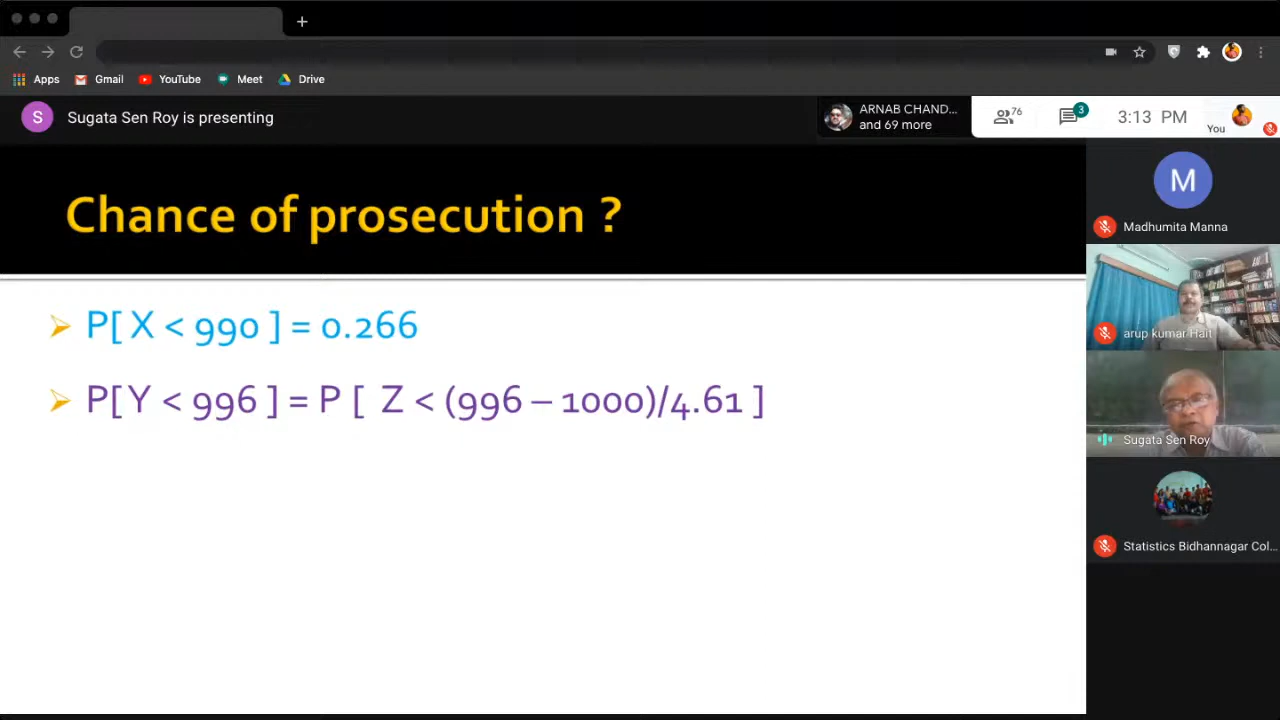 Apps
Gmail
YouTube
Meet
Drive
S
Sugata Sen Roy is presenting
ARNAB CHAND...
and 69 more
76
3
3:13 PM
You
Chance of prosecution ?
P[ X < 990 ] = 0.266
P[ Y < 996 ] = P [ Z < (996 – 1000)/4.61 ]
M
Madhumita Manna
arup kumar Hait
Sugata Sen Roy
Statistics Bidhannagar Col...